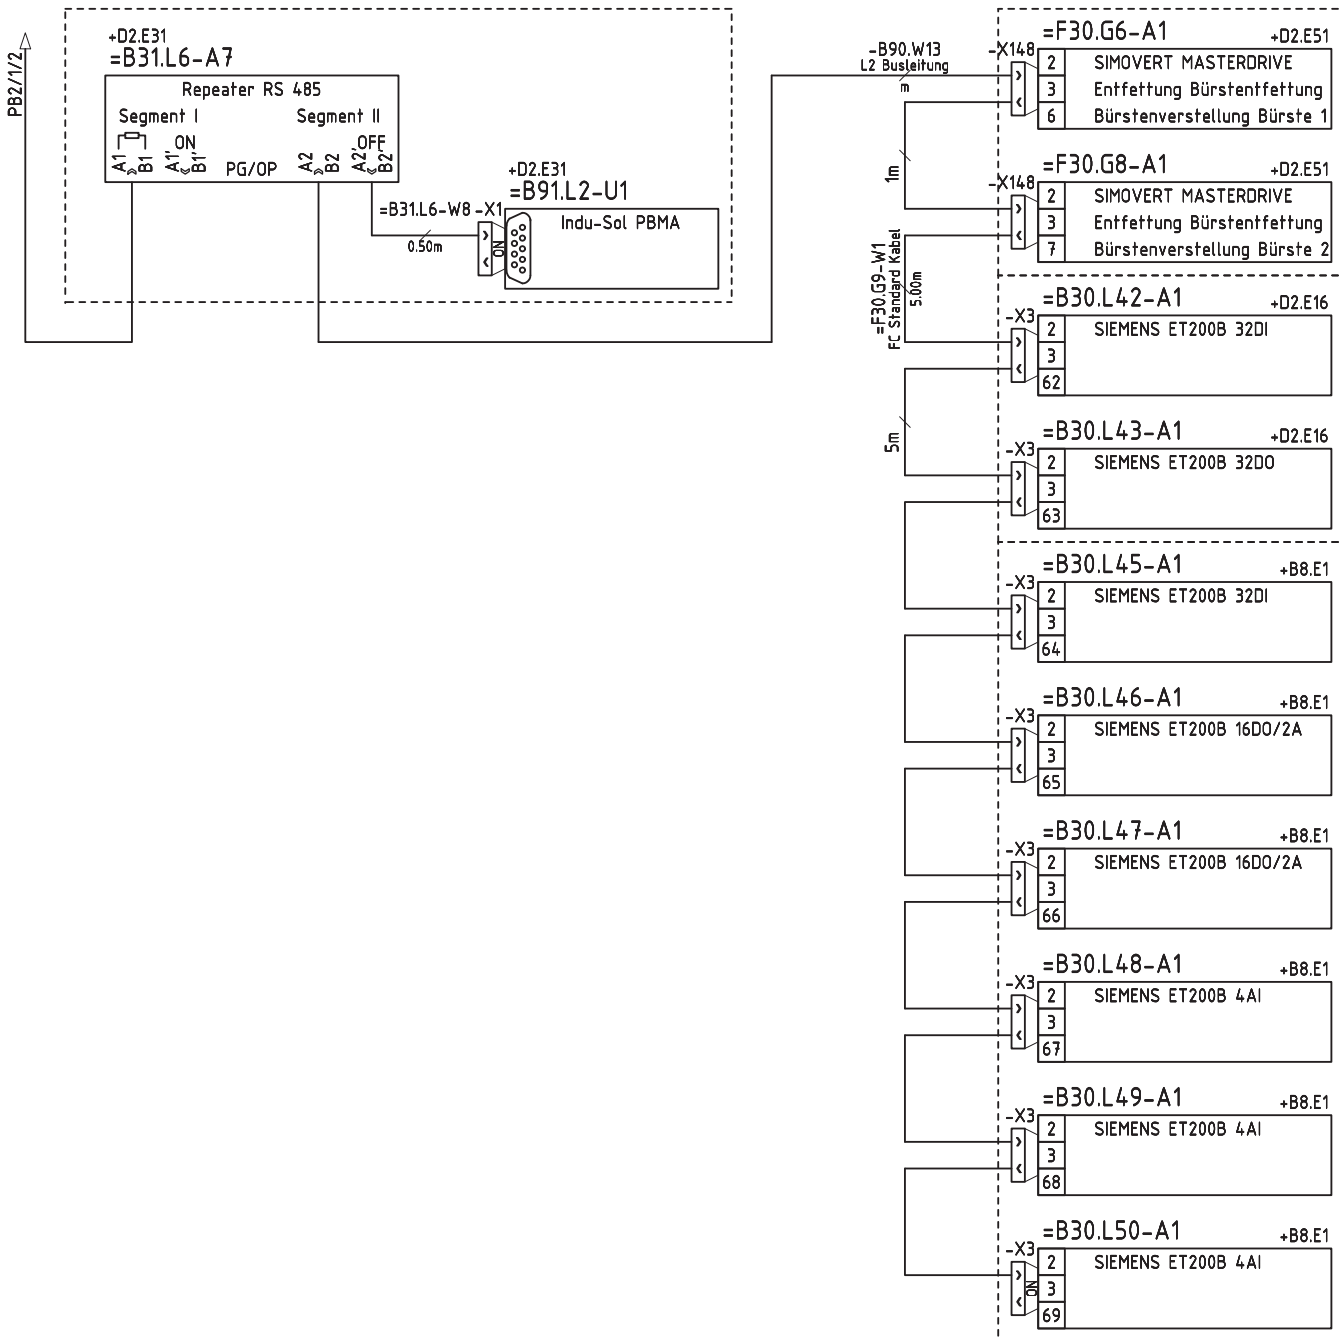 PB2/1/2
+D2.E31
=B31.L6-A7
Repeater RS 485
Segment I
Segment II
ON
OFF
A1
B1
A1'
B1'
PG/OP
A2
B2
A2'
B2'
=B31.L6-W8
0.50m
-X1
+D2.E31
=B91.L2-U1
ON
Indu-Sol PBMA
-B90.W13
L2 Busleitung
m
=F30.G6-A1
+D2.E51
-X148
2
SIMOVERT MASTERDRIVE
3
Entfettung Bürstentfettung
6
Bürstenverstellung Bürste 1
1m
=F30.G8-A1
+D2.E51
-X148
2
SIMOVERT MASTERDRIVE
3
Entfettung Bürstentfettung
7
Bürstenverstellung Bürste 2
=F30.G9-W1
FC Standard Kabel
5.00m
=B30.L42-A1
+D2.E16
-X3
2
SIEMENS ET200B 32DI
3
62
5m
=B30.L43-A1
+D2.E16
-X3
2
SIEMENS ET200B 32DO
3
63
=B30.L45-A1
+B8.E1
-X3
2
SIEMENS ET200B 32DI
3
64
=B30.L46-A1
+B8.E1
-X3
2
SIEMENS ET200B 16DO/2A
3
65
=B30.L47-A1
+B8.E1
-X3
2
SIEMENS ET200B 16DO/2A
3
66
=B30.L48-A1
+B8.E1
-X3
2
SIEMENS ET200B 4AI
3
67
=B30.L49-A1
+B8.E1
-X3
2
SIEMENS ET200B 4AI
3
68
=B30.L50-A1
+B8.E1
-X3
2
SIEMENS ET200B 4AI
ON
3
69